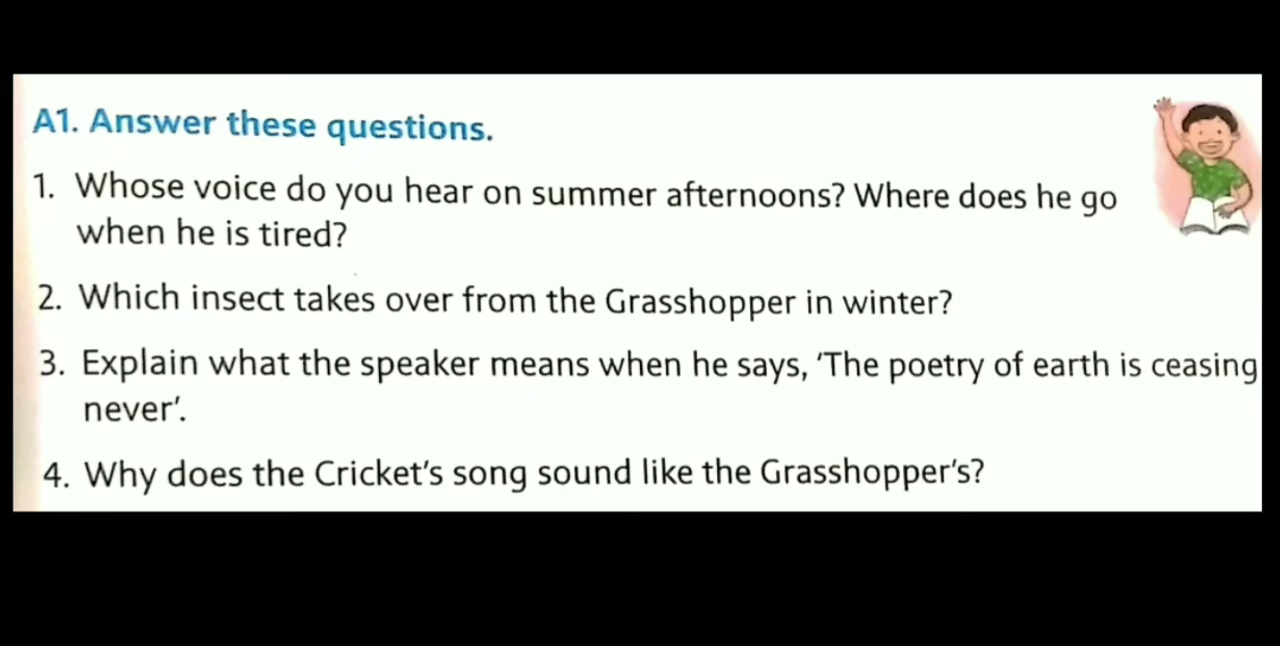 A1. Answer these questions.
1. Whose voice do you hear on summer afternoons? Where does he go
when he is tired?
2. Which insect takes over from the Grasshopper in winter?
3. Explain what the speaker means when he says, ‘The poetry of earth is ceasing
never’.
4. Why does the Cricket’s song sound like the Grasshopper’s?